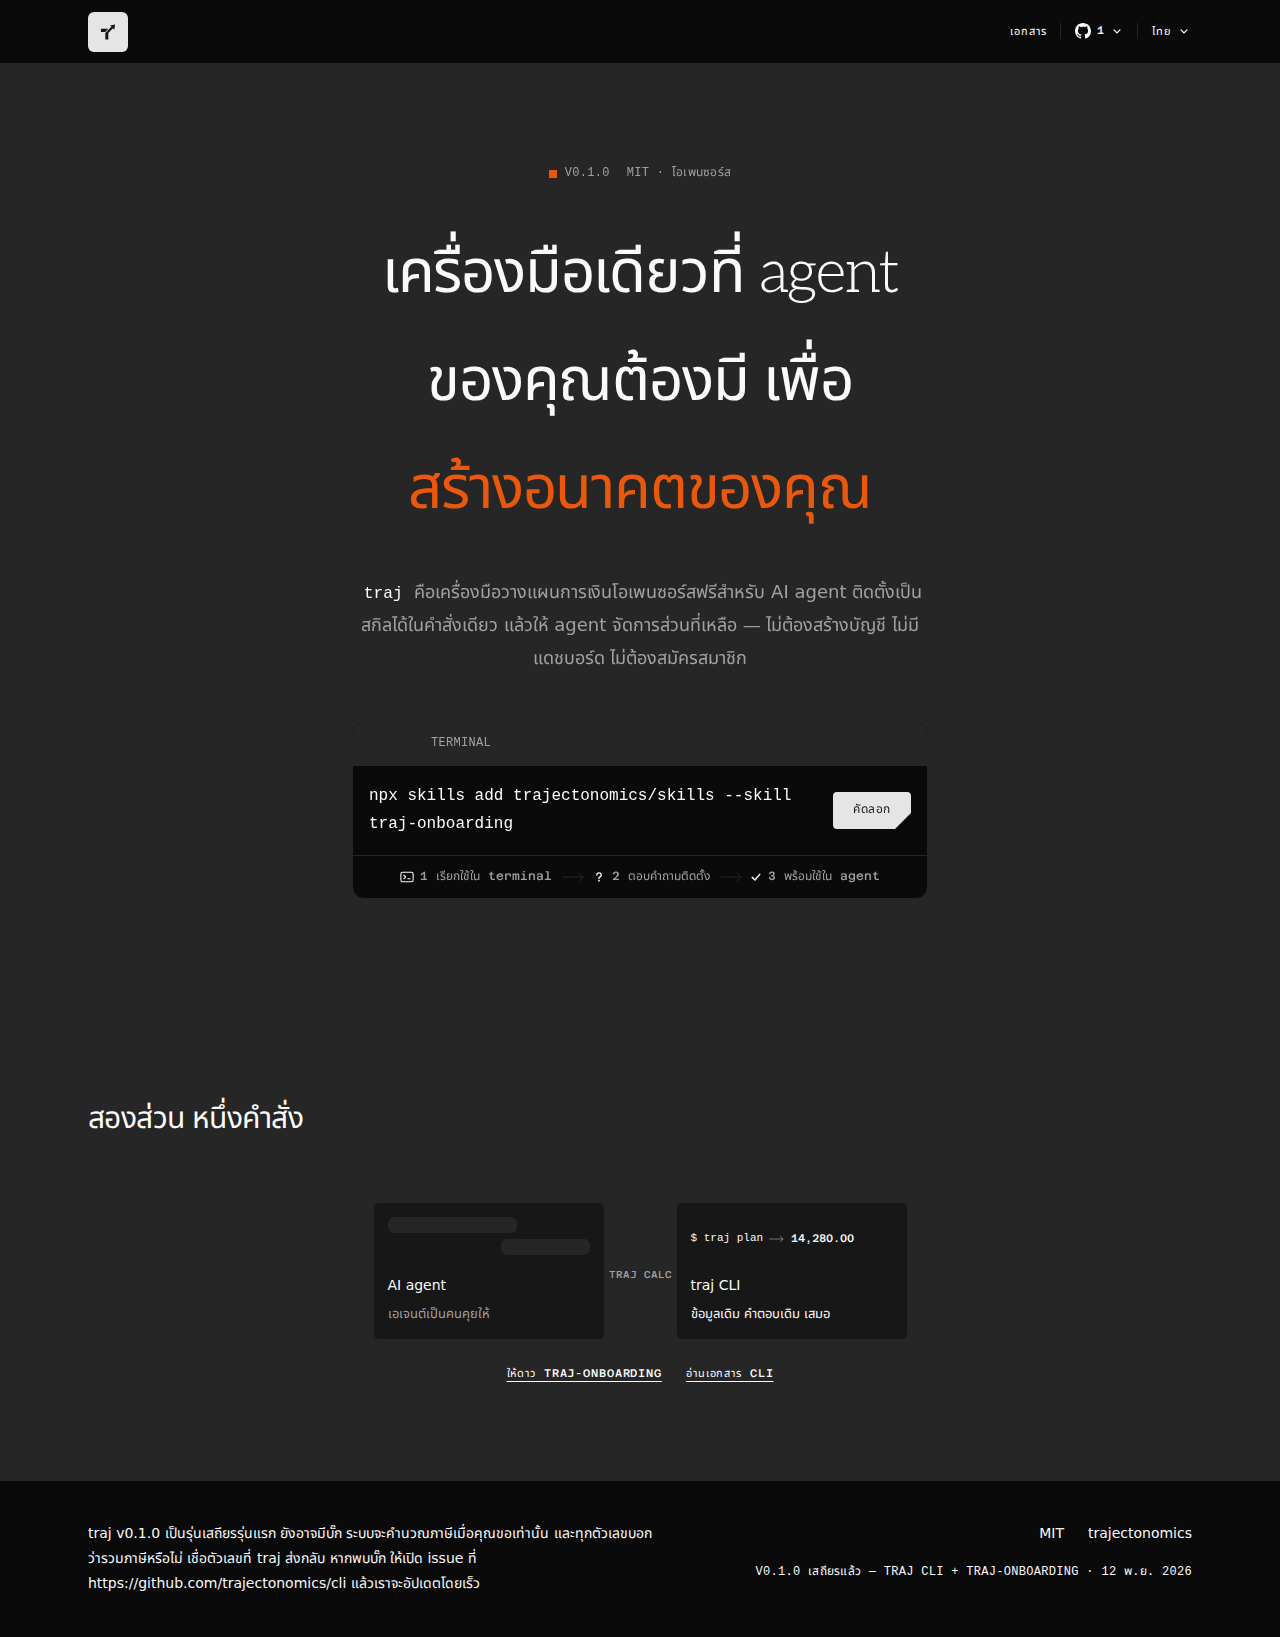 เอกสาร
1
ไทย
V0.1.0 MIT · โอเพนซอร์ส
เครื่องมือเดียวที่ agent
ของคุณต้องมี เพื่อ
สร้างอนาคตของคุณ
traj คือเครื่องมือวางแผนการเงินโอเพนซอร์สฟรีสำหรับ AI agent ติดตั้งเป็น
สกิลได้ในคำสั่งเดียว แล้วให้ agent จัดการส่วนที่เหลือ — ไม่ต้องสร้างบัญชี ไม่มี
แดชบอร์ด ไม่ต้องสมัครสมาชิก
TERMINAL
npx skills add trajectonomics/skills --skill
traj-onboarding
คัดลอก
1 เรียกใช้ใน terminal
2 ตอบคำถามติดตั้ง
3 พร้อมใช้ใน agent
สองส่วน หนึ่งคำสั่ง
AI agent
เอเจนต์เป็นคนคุยให้
TRAJ CALC
$ traj plan → 14,280.00
traj CLI
ข้อมูลเดิม คำตอบเดิม เสมอ
ให้ดาว TRAJ-ONBOARDING
อ่านเอกสาร CLI
traj v0.1.0 เป็นรุ่นเสถียรรุ่นแรก ยังอาจมีบั๊ก ระบบจะคำนวณภาษีเมื่อคุณขอเท่านั้น และทุกตัวเลขบอก
ว่ารวมภาษีหรือไม่ เชื่อตัวเลขที่ traj ส่งกลับ หากพบบั๊ก ให้เปิด issue ที่
https://github.com/trajectonomics/cli แล้วเราจะอัปเดตโดยเร็ว
MIT trajectonomics
V0.1.0 เสถียรแล้ว — TRAJ CLI + TRAJ-ONBOARDING · 12 พ.ย. 2026